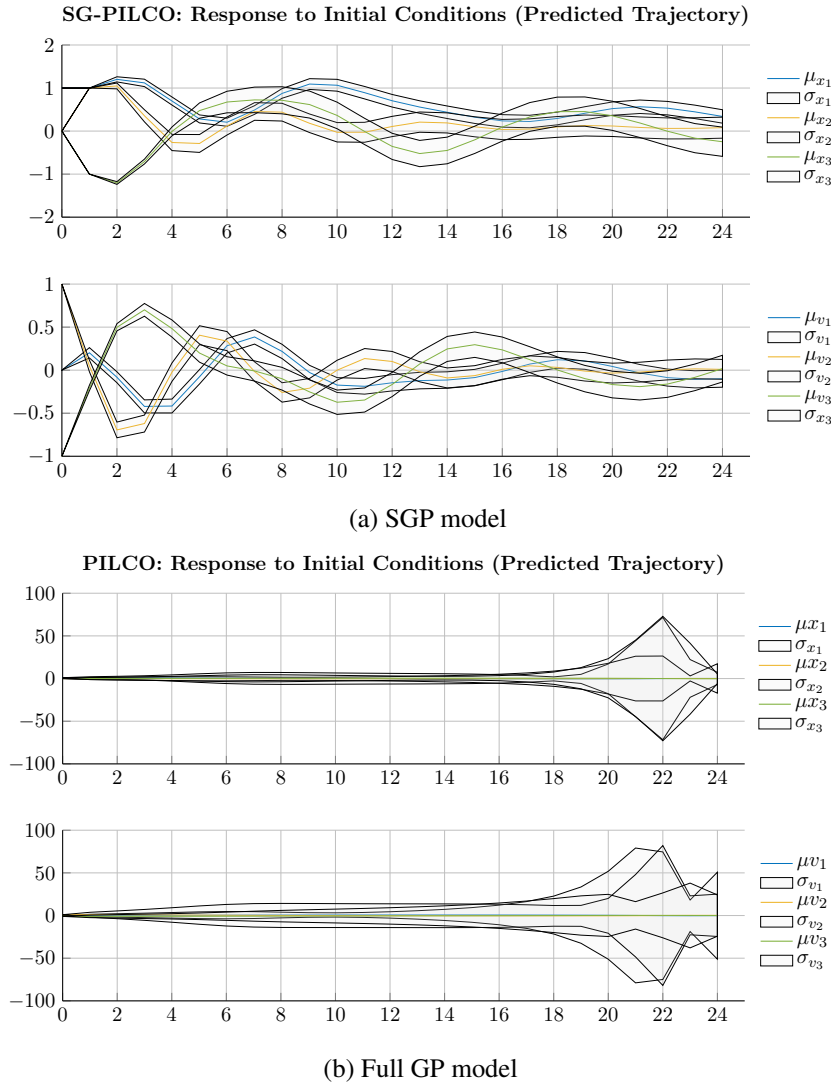 SG-PILCO: Response to Initial Conditions (Predicted Trajectory)
2
1
0
−1
−2
0 2 4 6 8 10 12 14 16 18 20 22 24
μx1
σx1
μx2
σx2
μx3
σx3
1
0.5
0
−0.5
−1
0 2 4 6 8 10 12 14 16 18 20 22 24
μv1
σv1
μv2
σv2
μv3
σx3
(a) SGP model
PILCO: Response to Initial Conditions (Predicted Trajectory)
100
50
0
−50
−100
0 2 4 6 8 10 12 14 16 18 20 22 24
μx1
σx1
μx2
σx2
μx3
σx3
100
50
0
−50
−100
0 2 4 6 8 10 12 14 16 18 20 22 24
μv1
σv1
μv2
σv2
μv3
σv3
(b) Full GP model